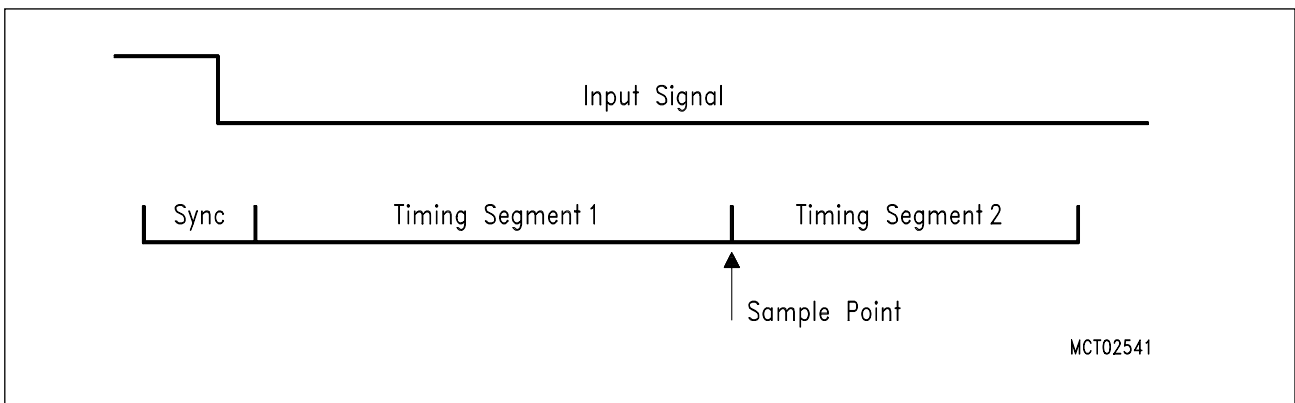 Input Signal
Sync
Timing Segment 1
Timing Segment 2
Sample Point
MCT02541